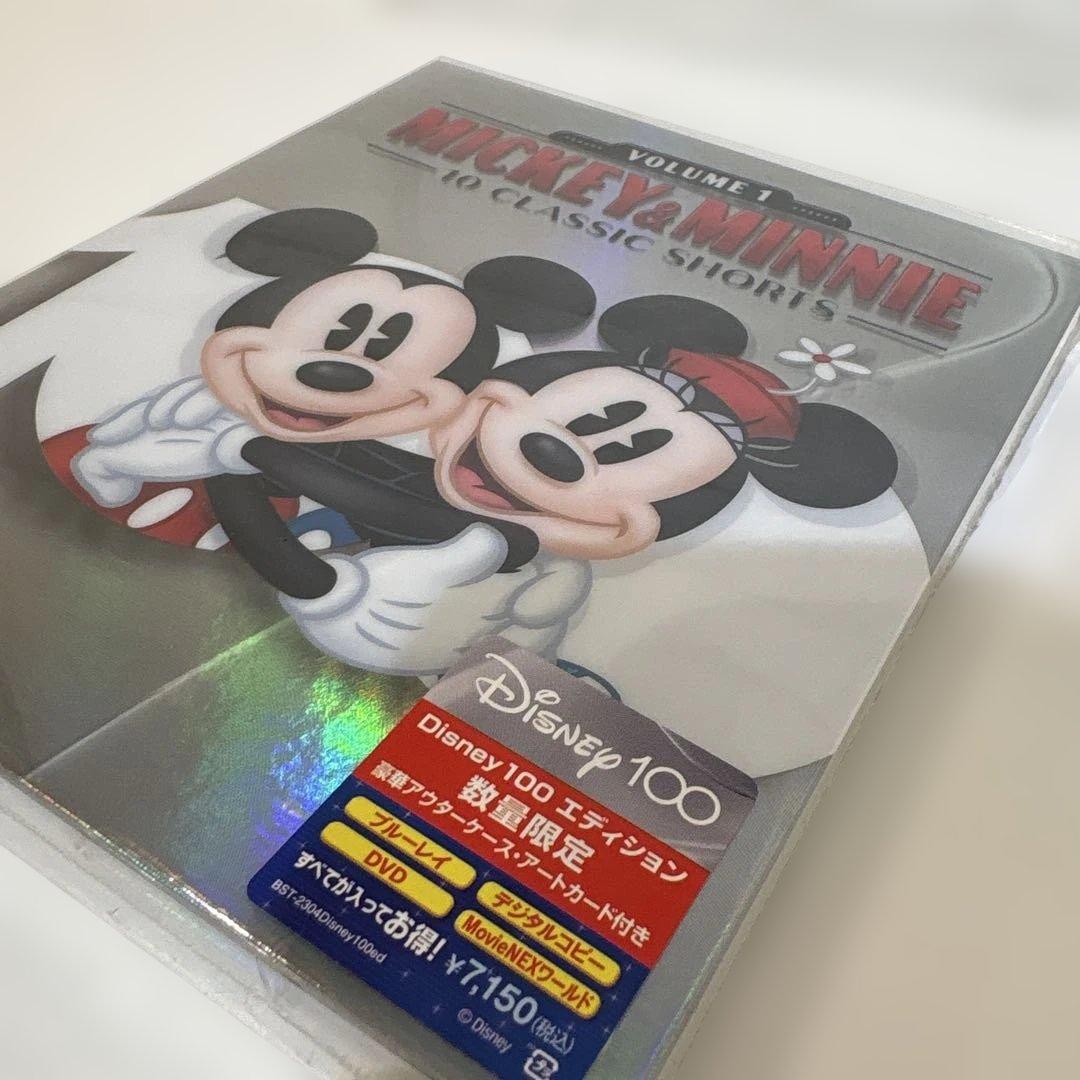 VOLUME 1
MICKEY&MINNIE
10 CLASSIC SHORTS
Disney100
Disney100 エディション
数量限定
豪華アウターケース・アートカード付き
ブルーレイ
デジタルコピー
DVD
MovieNEXワールド
すべてが入ってお得!
¥7,150(税込)
BST-2304Disney100ed
© Disney